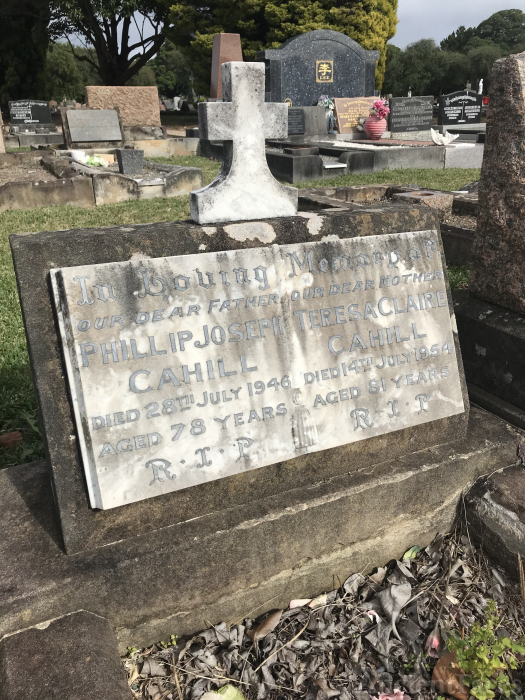 In Loving Memory of
OUR DEAR FATHER
PHILLIP JOSEPH
CAHILL
DIED 28TH JULY 1946
AGED 78 YEARS
R.I.P.
OUR DEAR MOTHER
TERESA CLAIRE
CAHILL
DIED 14TH JULY 1954
AGED 81 YEARS
R.I.P
李